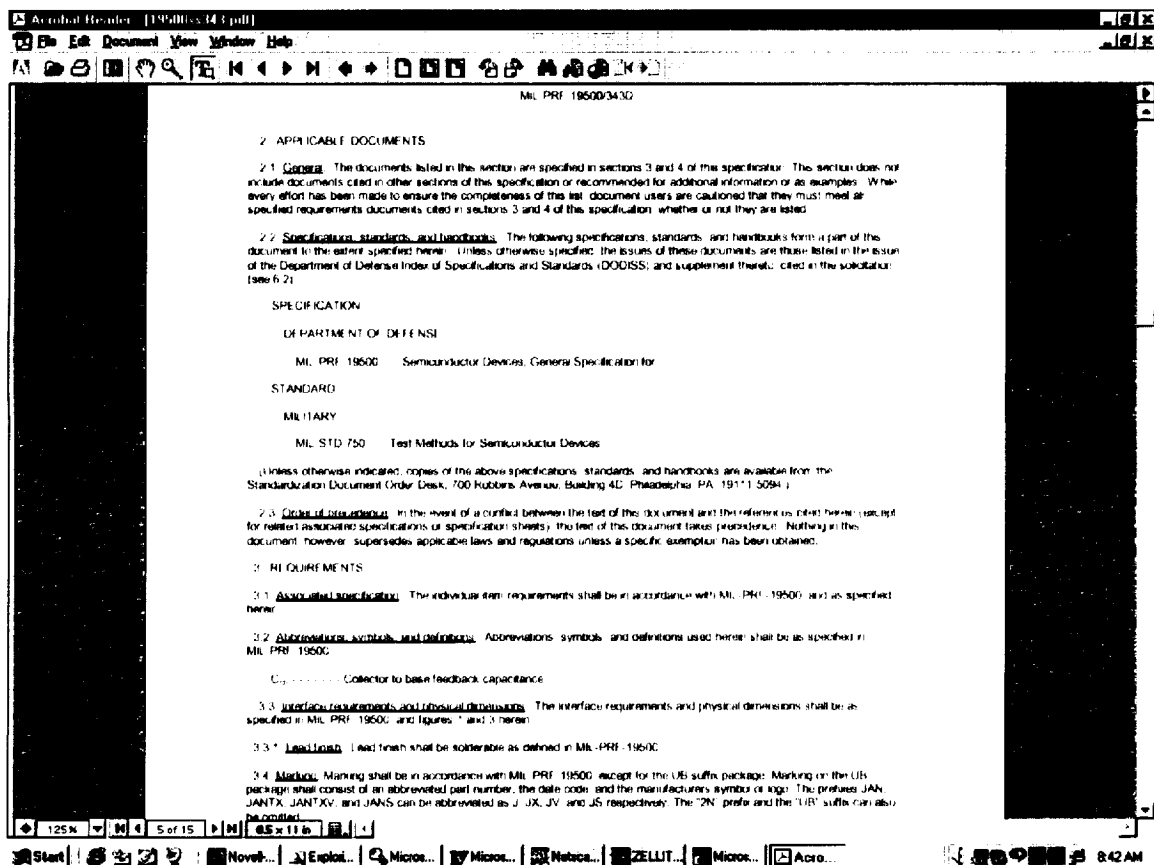 Acrobat Reader - [19500ss343.pdf]
File Edit Document View Window Help
MIL PRF 19500/343D
2 APPLICABLE DOCUMENTS
2.1 General. The documents listed in this section are specified in sections 3 and 4 of this specification. This section does not
include documents cited in other sections of this specification or recommended for additional information or as examples. While
every effort has been made to ensure the completeness of this list, document users are cautioned that they must meet all
specified requirements documents cited in sections 3 and 4 of this specification, whether or not they are listed
2.2 Specifications, standards, and handbooks. The following specifications, standards, and handbooks form a part of this
document to the extent specified herein. Unless otherwise specified, the issues of these documents are those listed in the issue
of the Department of Defense Index of Specifications and Standards (DODISS) and supplement thereto, cited in the solicitation
(see 6.2)
SPECIFICATION
DEPARTMENT OF DEFENSE
MIL PRF 19500 Semiconductor Devices, General Specification for
STANDARD
MILITARY
MIL STD 750 Test Methods for Semiconductor Devices
(Unless otherwise indicated, copies of the above specifications, standards, and handbooks are available from the
Standardization Document Order Desk, 700 Robbins Avenue, Building 4D, Philadelphia, PA 19111 5094.)
2.3 Order of precedence. In the event of a conflict between the text of this document and the references cited herein (except
for related associated specifications or specification sheets), the text of this document takes precedence. Nothing in this
document, however, supersedes applicable laws and regulations unless a specific exemption has been obtained.
3 REQUIREMENTS
3.1 Associated specification. The individual item requirements shall be in accordance with MIL-PRF-19500, and as specified
herein
3.2 Abbreviations, symbols, and definitions. Abbreviations, symbols, and definitions used herein shall be as specified in
MIL PRF 19500
Collector to base feedback capacitance
3.3 Interface requirements and physical dimensions. The interface requirements and physical dimensions shall be as
specified in MIL PRF 19500, and figures 1 and 3 herein
3.3.1 Lead finish. Lead finish shall be solderable as defined in MIL-PRF-19500
3.4 Marking. Marking shall be in accordance with MIL PRF 19500, except for the UB suffix package. Marking on the UB
package shall consist of an abbreviated part number, the date code, and the manufacturers symbol or logo. The prefixes JAN,
JANTX, JANTXV, and JANS can be abbreviated as J, JX, JV, and JS respectively. The "2N" prefix and the "UB" suffix can also
be omitted
125% 5 of 15 8.5 x 11 in
Start Novell-... Explori... Micros... Micros... Netsca... ZELLIT... Micros... Acro... 8:42 AM